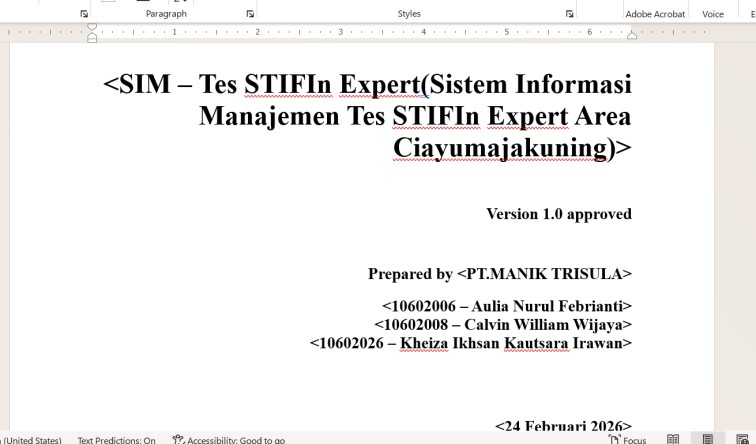 Paragraph
Styles
Adobe Acrobat
Voice
1 2 3 4 5 6
<SIM – Tes STIFIn Expert(Sistem Informasi
Manajemen Tes STIFIn Expert Area
Ciayumajakuning)>
Version 1.0 approved
Prepared by <PT.MANIK TRISULA>
<10602006 – Aulia Nurul Febrianti>
<10602008 – Calvin William Wijaya>
<10602026 – Kheiza Ikhsan Kautsara Irawan>
<24 Februari 2026>
(United States) Text Predictions: On Accessibility: Good to go Focus